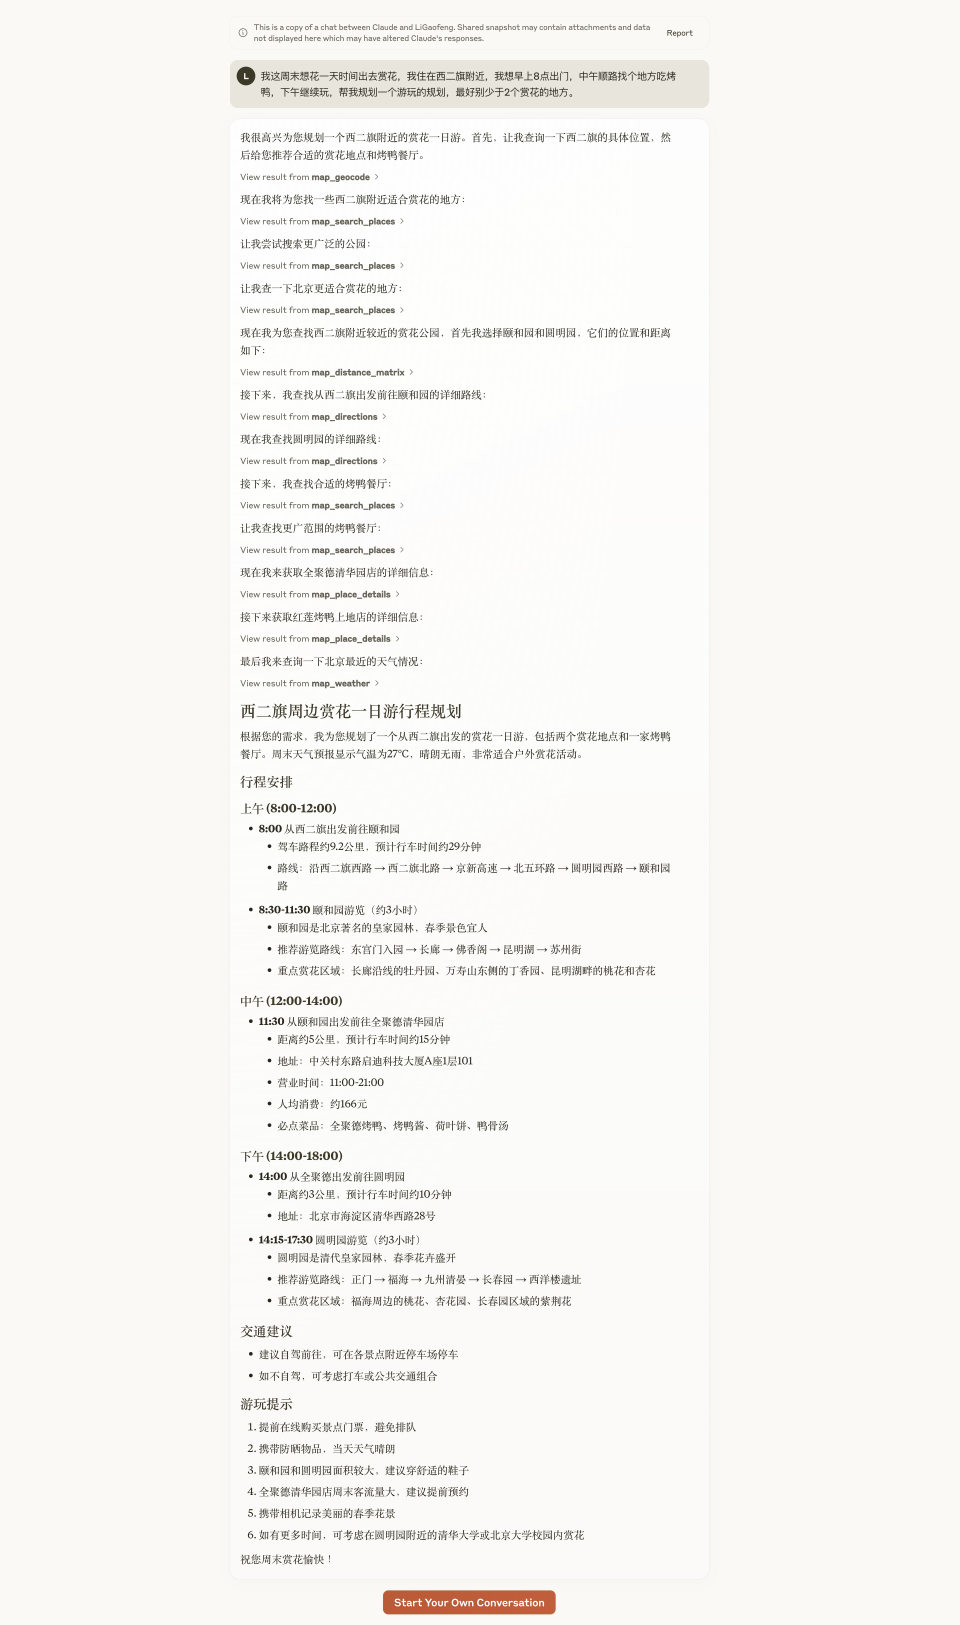 This is a copy of a chat between Claude and LiGaofeng. Shared snapshot may contain attachments and data
not displayed here which may have altered Claude's responses.
Report
L
我这周末想花一天时间出去赏花，我住在西二旗附近，我想早上8点出门，中午顺路找个地方吃烤
鸭，下午继续玩，帮我规划一个游玩的规划，最好别少于2个赏花的地方。
我很高兴为您规划一个西二旗附近的赏花一日游。首先，让我查询一下西二旗的具体位置，然
后给您推荐合适的赏花地点和烤鸭餐厅。
View result from map_geocode
现在我将为您找一些西二旗附近适合赏花的地方：
View result from map_search_places
让我尝试搜索更广泛的公园：
View result from map_search_places
让我查一下北京更适合赏花的地方：
View result from map_search_places
现在我为您查找西二旗附近较近的赏花公园，首先我选择颐和园和圆明园，它们的位置和距离
如下：
View result from map_distance_matrix
接下来，我查找从西二旗出发前往颐和园的详细路线：
View result from map_directions
现在我查找圆明园的详细路线：
View result from map_directions
接下来，我查找合适的烤鸭餐厅：
View result from map_search_places
让我查找更广范围的烤鸭餐厅：
View result from map_search_places
现在我来获取全聚德清华园店的详细信息：
View result from map_place_details
接下来获取红莲烤鸭上地店的详细信息：
View result from map_place_details
最后我来查询一下北京最近的天气情况：
View result from map_weather
西二旗周边赏花一日游行程规划
根据您的需求，我为您规划了一个从西二旗出发的赏花一日游，包括两个赏花地点和一家烤鸭
餐厅。周末天气预报显示气温为27°C，晴朗无雨，非常适合户外赏花活动。
行程安排
上午 (8:00-12:00)
• 8:00 从西二旗出发前往颐和园
• 驾车路程约9.2公里，预计行车时间约29分钟
• 路线：沿西二旗西路 → 西二旗北路 → 京新高速 → 北五环路 → 圆明园西路 → 颐和园
路
• 8:30-11:30 颐和园游览（约3小时）
• 颐和园是北京著名的皇家园林，春季景色宜人
• 推荐游览路线：东宫门入园 → 长廊 → 佛香阁 → 昆明湖 → 苏州街
• 重点赏花区域：长廊沿线的牡丹园、万寿山东侧的丁香园、昆明湖畔的桃花和杏花
中午 (12:00-14:00)
• 11:30 从颐和园出发前往全聚德清华园店
• 距离约5公里，预计行车时间约15分钟
• 地址：中关村东路启迪科技大厦A座1层101
• 营业时间：11:00-21:00
• 人均消费：约166元
• 必点菜品：全聚德烤鸭、烤鸭酱、荷叶饼、鸭骨汤
下午 (14:00-18:00)
• 14:00 从全聚德出发前往圆明园
• 距离约3公里，预计行车时间约10分钟
• 地址：北京市海淀区清华西路28号
• 14:15-17:30 圆明园游览（约3小时）
• 圆明园是清代皇家园林，春季花卉盛开
• 推荐游览路线：正门 → 福海 → 九州清晏 → 长春园 → 西洋楼遗址
• 重点赏花区域：福海周边的桃花、杏花园、长春园区域的紫荆花
交通建议
• 建议自驾前往，可在各景点附近停车场停车
• 如不自驾，可考虑打车或公共交通组合
游玩提示
1. 提前在线购买景点门票，避免排队
2. 携带防晒物品，当天天气晴朗
3. 颐和园和圆明园面积较大，建议穿舒适的鞋子
4. 全聚德清华园店周末客流量大，建议提前预约
5. 携带相机记录美丽的春季花景
6. 如有更多时间，可考虑在圆明园附近的清华大学或北京大学校园内赏花
祝您周末赏花愉快！
Start Your Own Conversation